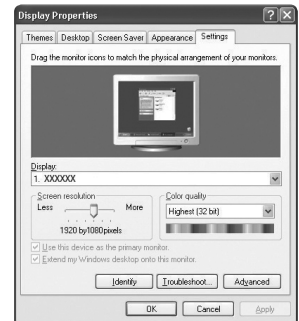 Display Properties
Themes Desktop Screen Saver Appearance Settings
Drag the monitor icons to match the physical arrangement of your monitors.
Display:
1. XXXXXX
Screen resolution
Less More
1920 by1080pixels
Color quality
Highest (32 bit)
Use this device as the primary monitor.
Extend my Windows desktop onto this monitor.
Identify Troubleshoot... Advanced
OK Cancel Apply